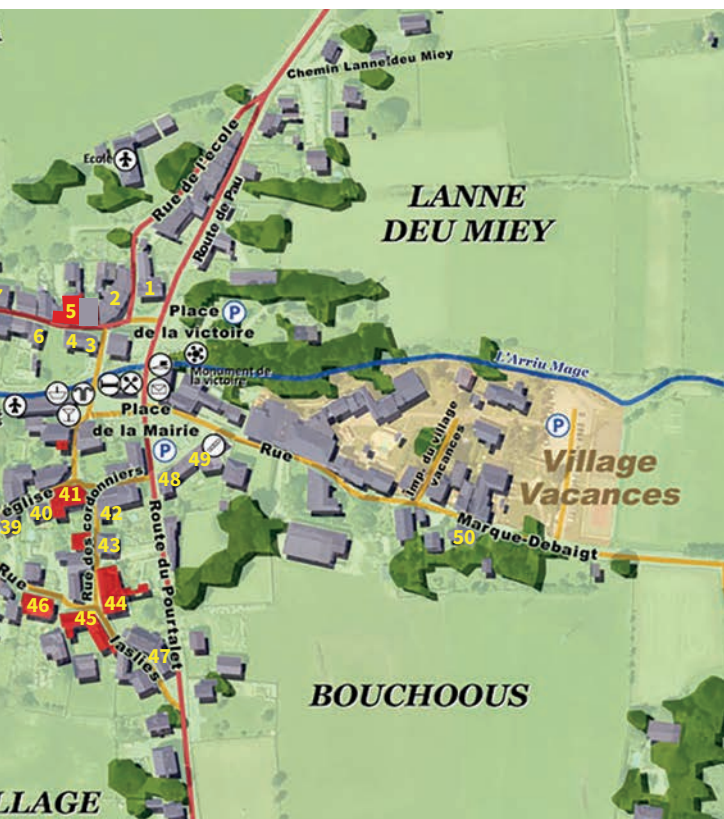 Chemin Lanne deu Miey
Ecole
Rue de l'ecole
Route de Pau
LANNE
DEU MIEY
1
2
5
6
4
3
Place
P
de la victoire
Monument de
la victoire
L'Arriu Mage
Place
de la Mairie
P
P
Rue
Imp. du village
vacances
Village
Vacances
Marque-Debaigt
49
48
église
41
40
39
42
43
Rue des cordonniers
Route du Pourtalet
50
Rue
46
44
45
47
laslies
BOUCHOOUS
LLAGE